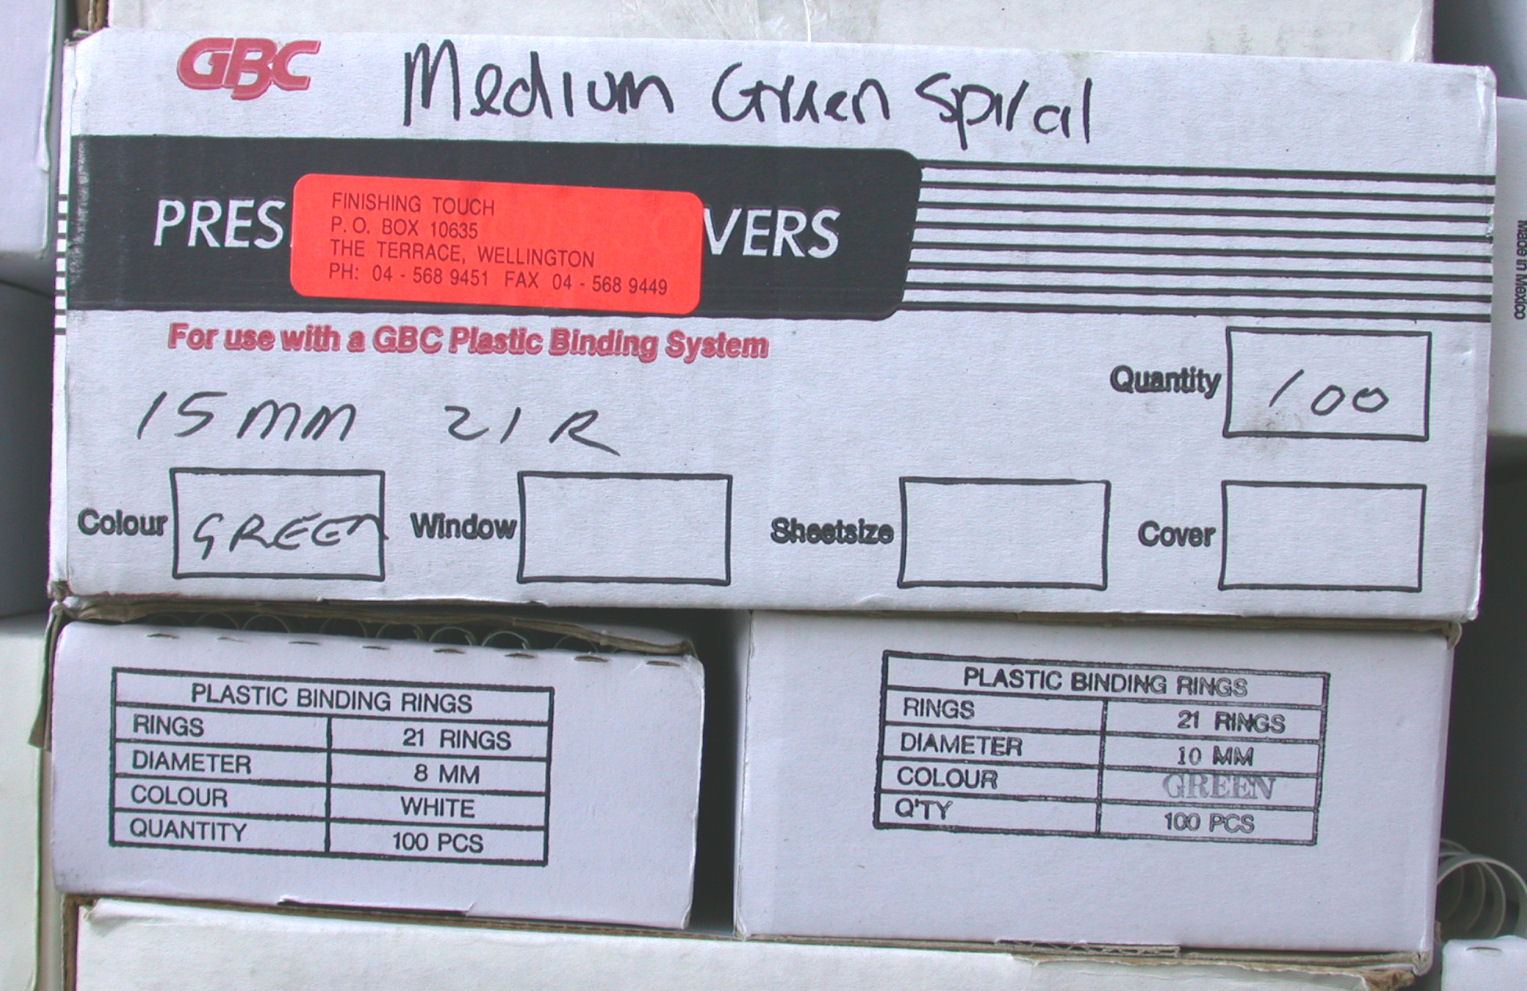 GBC Medium Green Spiral
PRES VERS
FINISHING TOUCH
P.O. BOX 10635
THE TERRACE, WELLINGTON
PH: 04 - 568 9451 FAX 04 - 568 9449
For use with a GBC Plastic Binding System
Quantity 100
15 MM 21 R
Colour GREEN Window Sheetsize Cover
Made in Mexico
PLASTIC BINDING RINGS
RINGS 21 RINGS
DIAMETER 8 MM
COLOUR WHITE
QUANTITY 100 PCS
PLASTIC BINDING RINGS
RINGS 21 RINGS
DIAMETER 10 MM
COLOUR GREEN
Q'TY 100 PCS